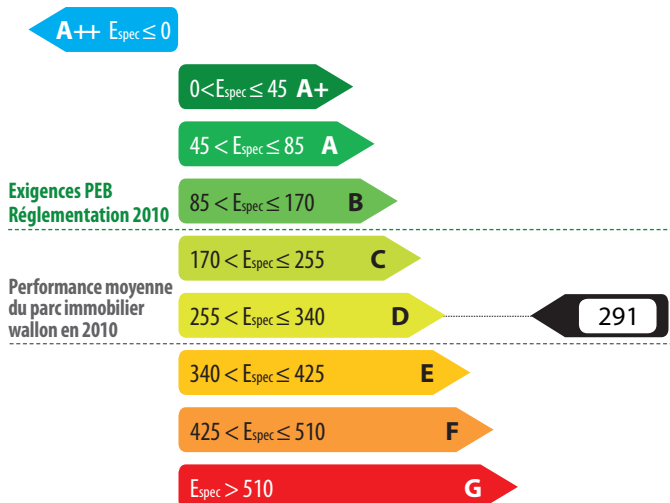 A++ Espec ≤ 0
0 < Espec ≤ 45 A+
45 < Espec ≤ 85 A
Exigences PEB
Réglementation 2010
85 < Espec ≤ 170 B
170 < Espec ≤ 255 C
Performance moyenne
du parc immobilier
wallon en 2010
255 < Espec ≤ 340 D
291
340 < Espec ≤ 425 E
425 < Espec ≤ 510 F
Espec > 510 G